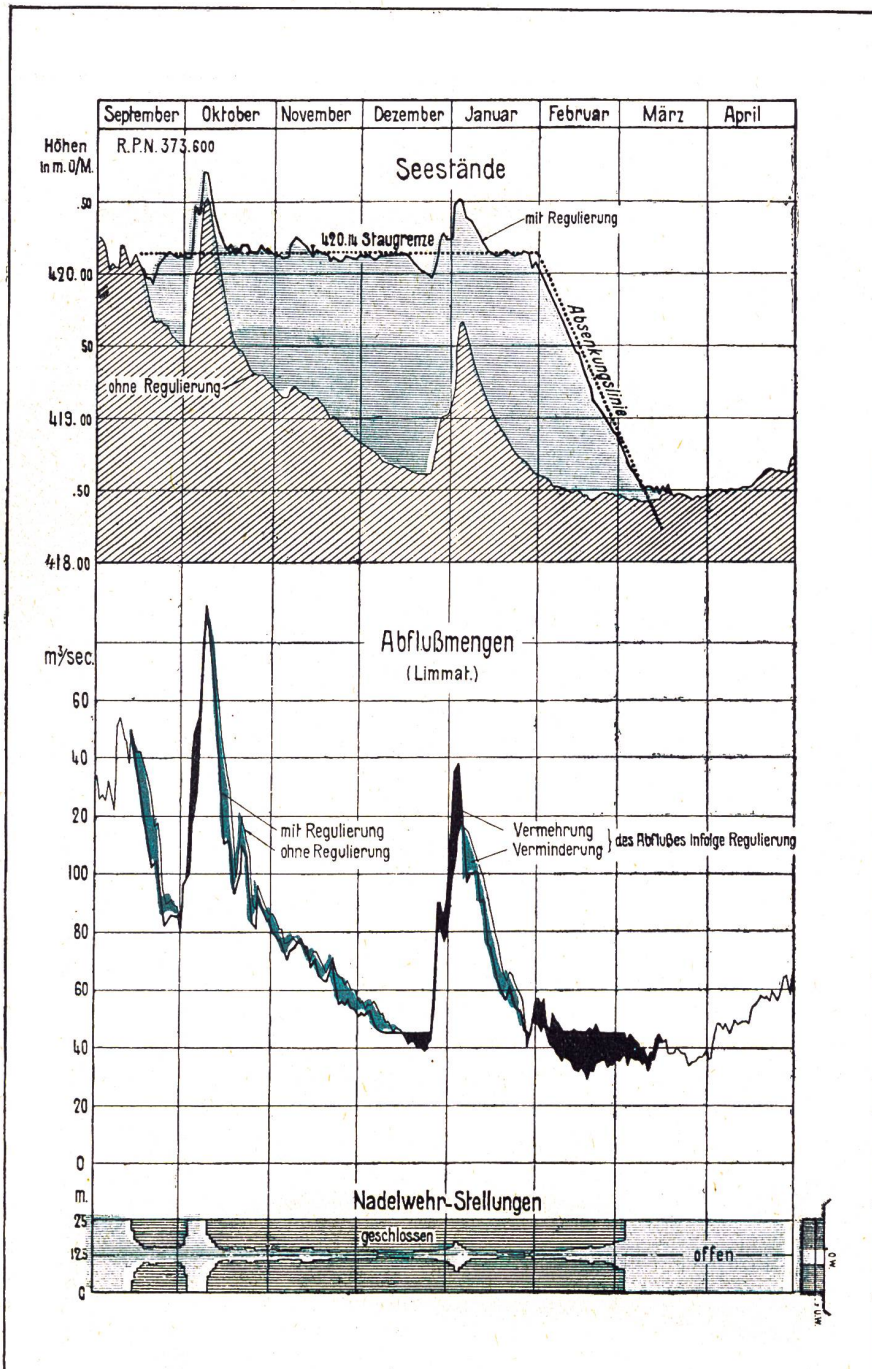 September Oktober November Dezember Januar Februar März April
Höhen
in m. ü/M.
R.P.N. 373.600
Seestände
.50
mit Regulierung
420.14 Staugrenze
420.00
Absenkungslinie
50
ohne Regulierung
419.00
.50
418.00
Abflußmengen
(Limmat.)
m³/sec.
60
40
20
mit Regulierung
ohne Regulierung
Vermehrung
Verminderung } des Abflußes infolge Regulierung
100
80
60
40
20
0
m.
Nadelwehr-Stellungen
25
geschlossen
12.5
offen
0
O.W.
U.W.